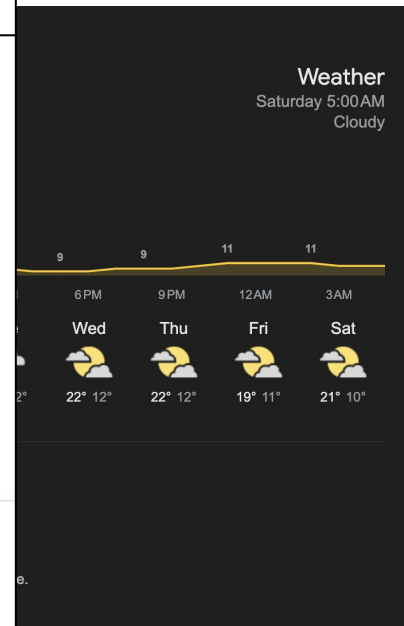 Weather
Saturday 5:00 AM
Cloudy
9 9 11 11
6 PM 9 PM 12 AM 3 AM
Wed Thu Fri Sat
2° 22° 12° 22° 12° 19° 11° 21° 10°
e.